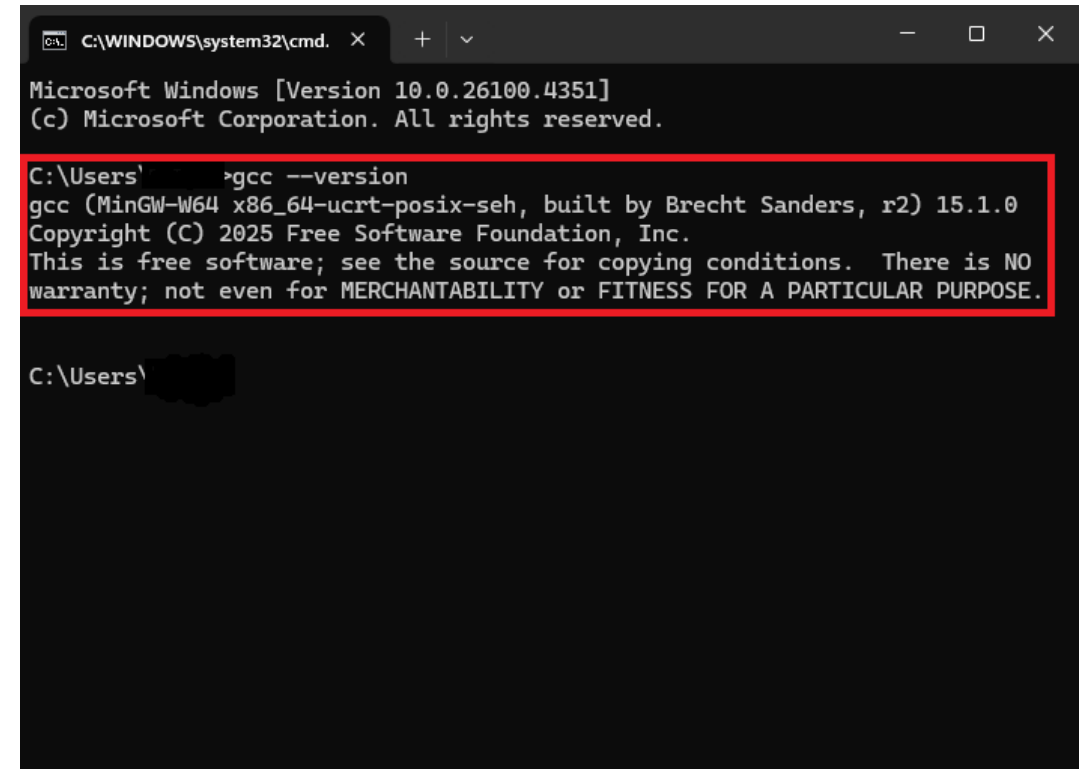 C:\WINDOWS\system32\cmd.
Microsoft Windows [Version 10.0.26100.4351]
(c) Microsoft Corporation. All rights reserved.
C:\Users\ >gcc --version
gcc (MinGW-W64 x86_64-ucrt-posix-seh, built by Brecht Sanders, r2) 15.1.0
Copyright (C) 2025 Free Software Foundation, Inc.
This is free software; see the source for copying conditions.  There is NO
warranty; not even for MERCHANTABILITY or FITNESS FOR A PARTICULAR PURPOSE.
C:\Users\